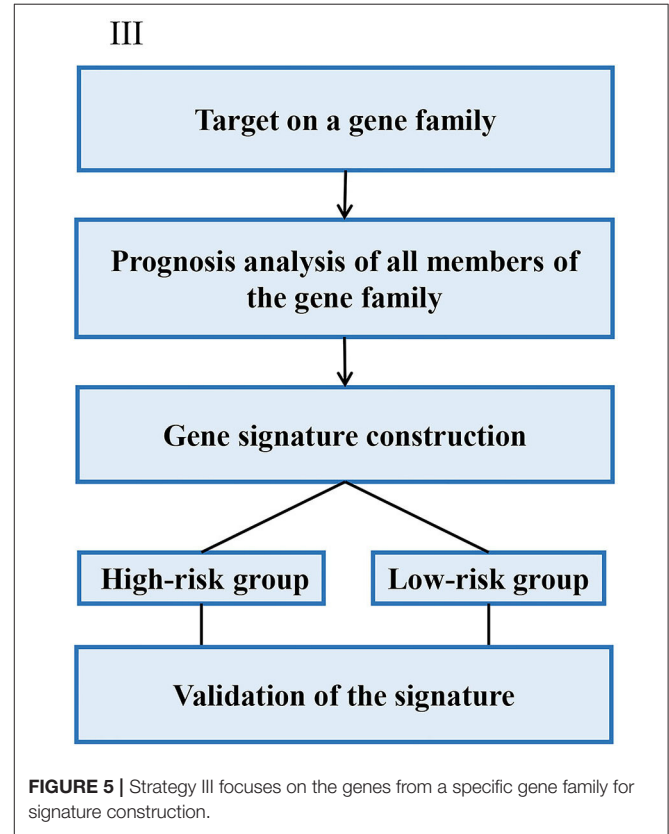 III
Target on a gene family
Prognosis analysis of all members of
the gene family
Gene signature construction
High-risk group
Low-risk group
Validation of the signature
FIGURE 5 | Strategy III focuses on the genes from a specific gene family for
signature construction.